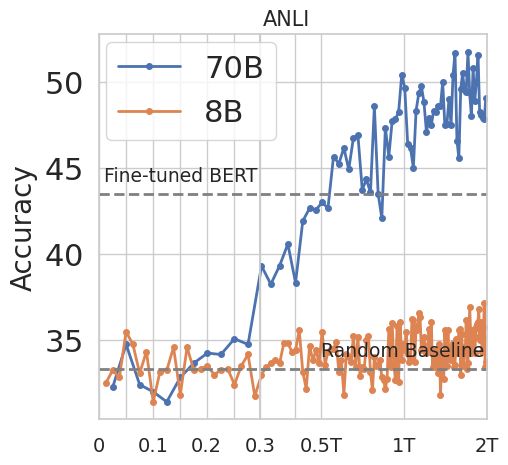 ANLI
70B
8B
Fine-tuned BERT
Random Baseline
Accuracy
50
45
40
35
0 0.1 0.2 0.3 0.5T 1T 2T